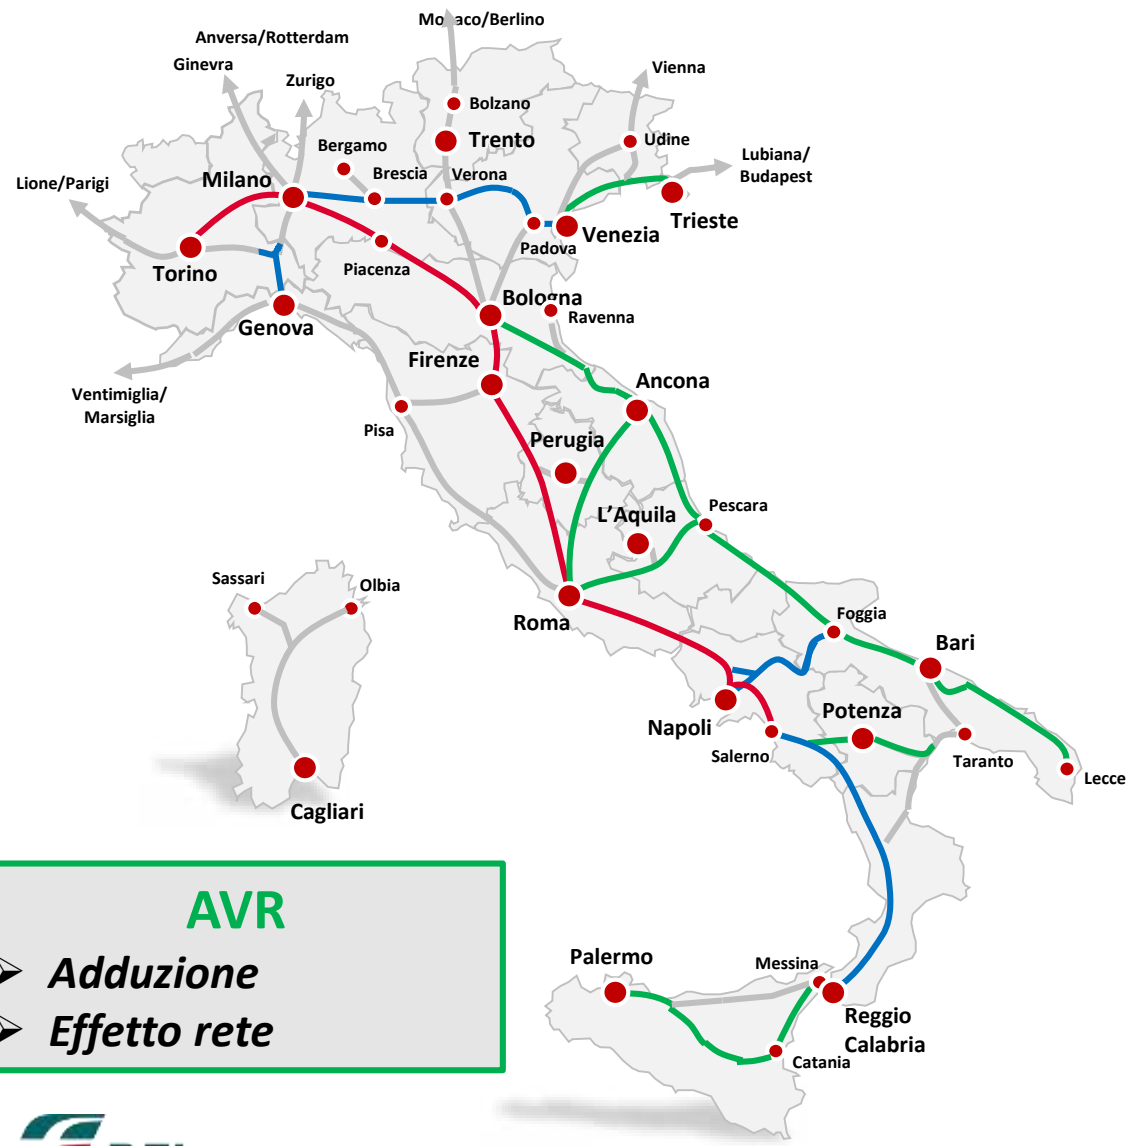 Monaco/Berlino
Anversa/Rotterdam
Ginevra
Zurigo
Vienna
Bolzano
Trento
Udine
Bergamo
Lubiana/
Budapest
Brescia
Verona
Lione/Parigi
Milano
Trieste
Venezia
Padova
Torino
Piacenza
Bologna
Ravenna
Genova
Firenze
Ancona
Ventimiglia/
Marsiglia
Pisa
Perugia
Pescara
L’Aquila
Sassari
Olbia
Roma
Foggia
Bari
Potenza
Napoli
Salerno
Taranto
Lecce
Cagliari
AVR
Adduzione
Effetto rete
Palermo
Messina
Reggio
Calabria
Catania